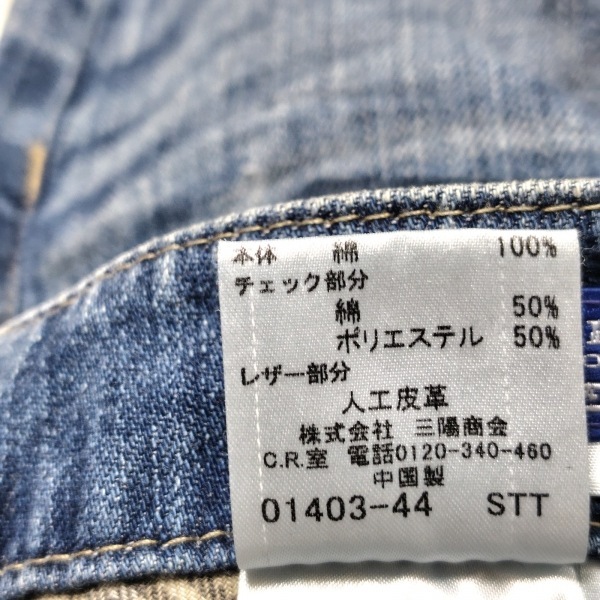 本体 綿 100%
チェック部分
綿 50%
ポリエステル 50%
レザー部分
人工皮革
株式会社 三陽商会
C.R.室 電話0120-340-460
中国製
01403-44 STT